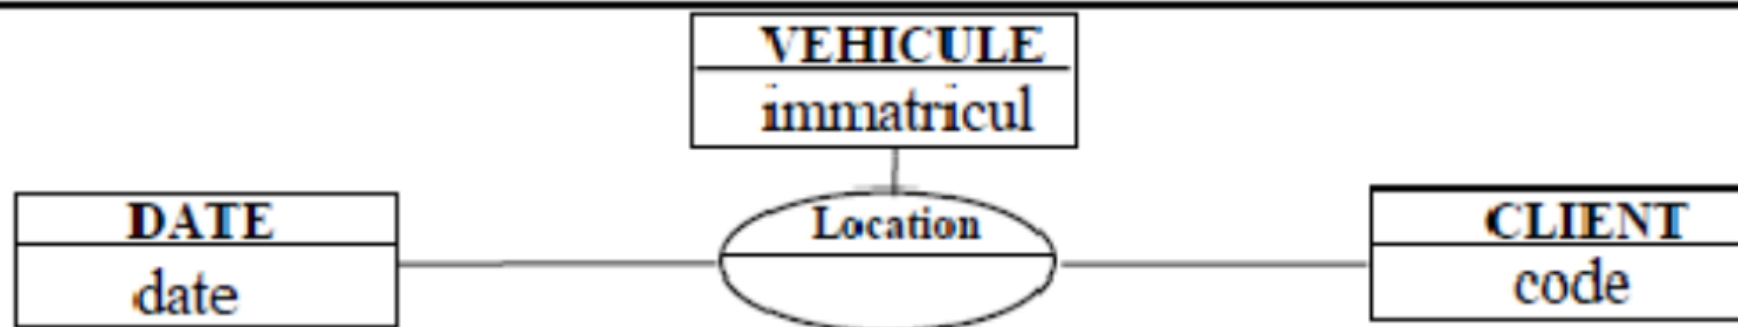 VEHICULE
immatricul
DATE
date
Location
CLIENT
code